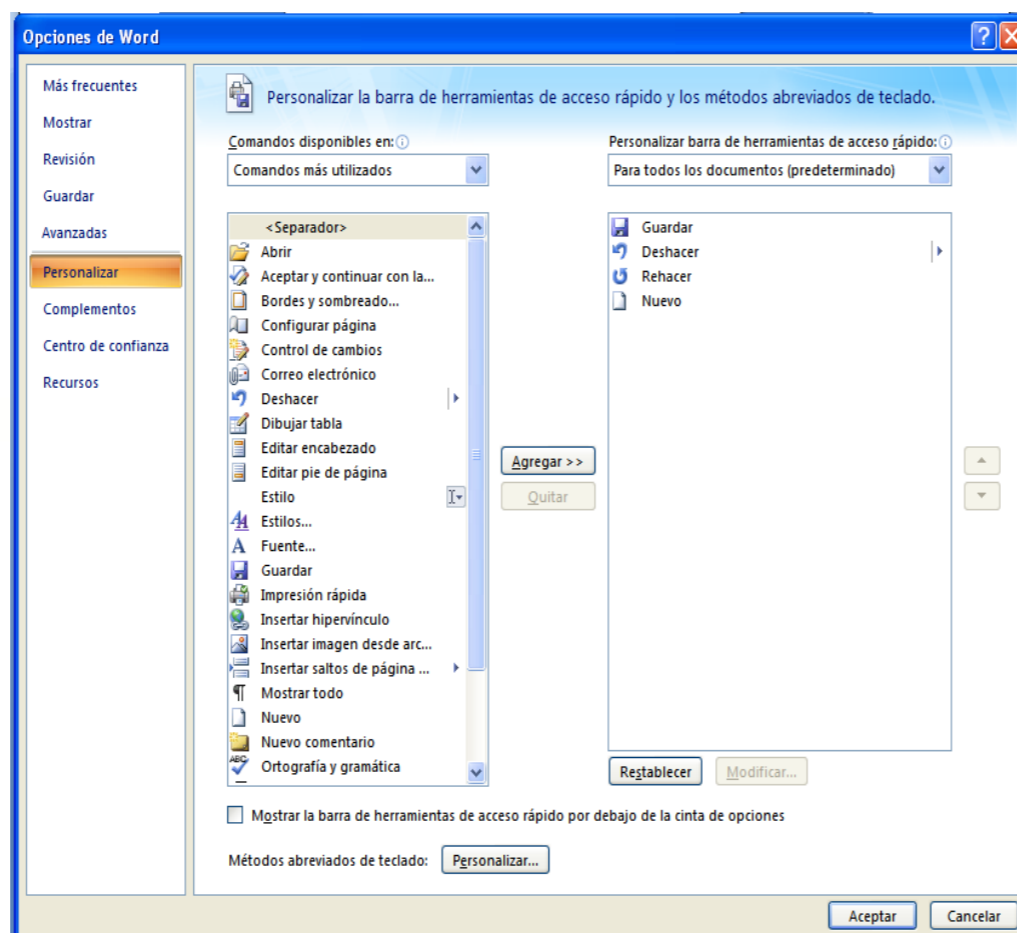 Opciones de Word
Más frecuentes
Mostrar
Revisión
Guardar
Avanzadas
Personalizar
Complementos
Centro de confianza
Recursos
Personalizar la barra de herramientas de acceso rápido y los métodos abreviados de teclado.
Comandos disponibles en:
Comandos más utilizados
<Separador>
Abrir
Aceptar y continuar con la...
Bordes y sombreado...
Configurar página
Control de cambios
Correo electrónico
Deshacer
Dibujar tabla
Editar encabezado
Editar pie de página
Estilo
Estilos...
Fuente...
Guardar
Impresión rápida
Insertar hipervínculo
Insertar imagen desde arc...
Insertar saltos de página ...
Mostrar todo
Nuevo
Nuevo comentario
Ortografía y gramática
Agregar >>
Quitar
Personalizar barra de herramientas de acceso rápido:
Para todos los documentos (predeterminado)
Guardar
Deshacer
Rehacer
Nuevo
Restablecer
Modificar...
Mostrar la barra de herramientas de acceso rápido por debajo de la cinta de opciones
Métodos abreviados de teclado:
Personalizar...
Aceptar
Cancelar